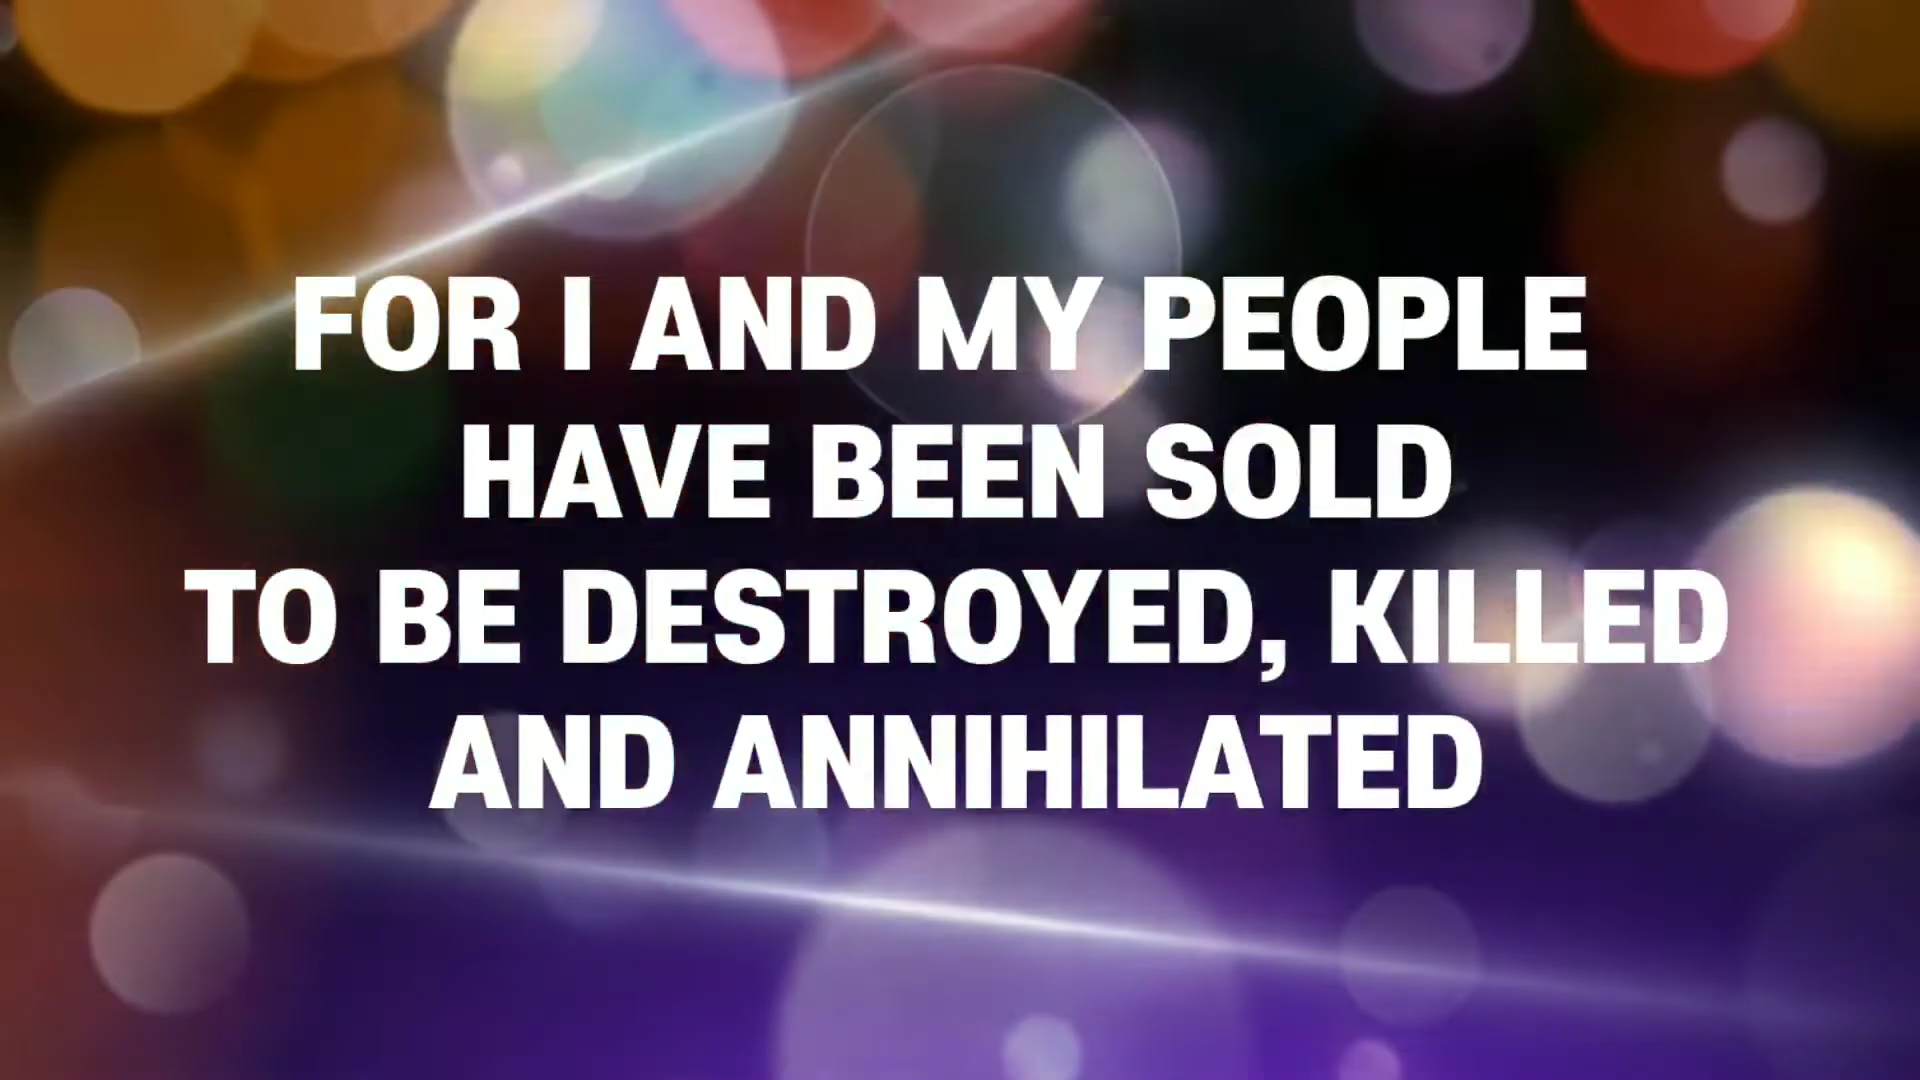 FOR I AND MY PEOPLE
HAVE BEEN SOLD
TO BE DESTROYED, KILLED
AND ANNIHILATED